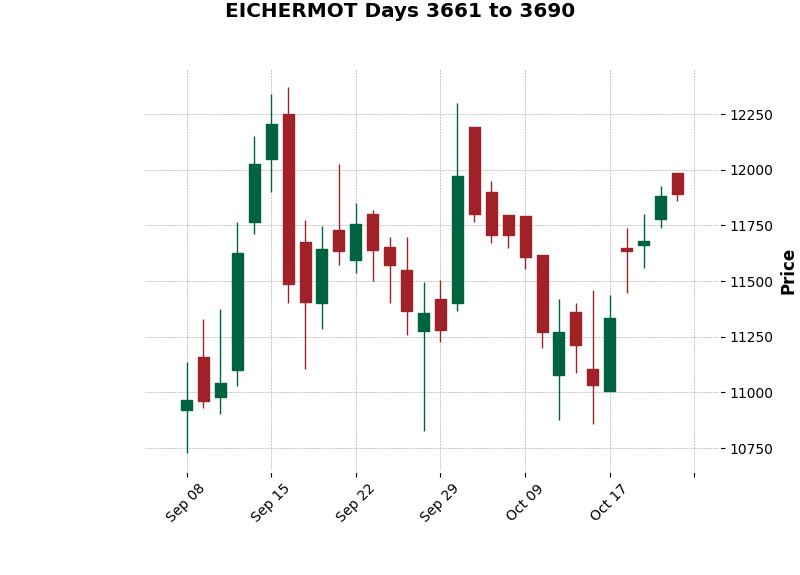 EICHERMOT Days 3661 to 3690
12250
12000
11750
11500
11250
11000
10750
Price
Sep 08
Sep 15
Sep 22
Sep 29
Oct 09
Oct 17